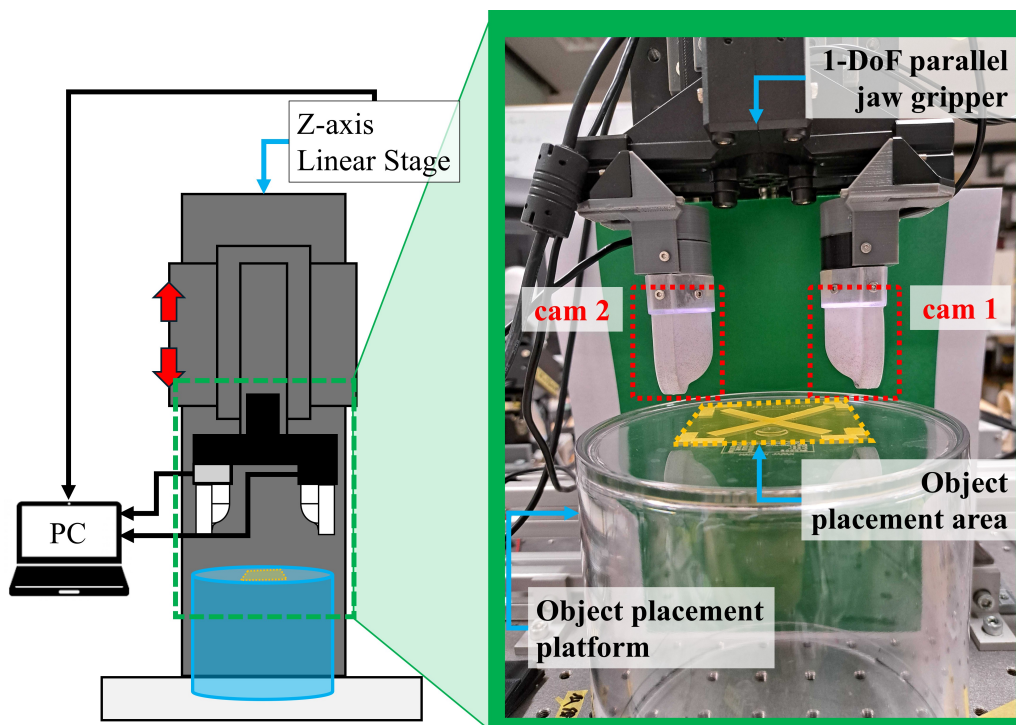 Z-axis
Linear Stage
PC
1-DoF parallel
jaw gripper
cam 2
cam 1
Object
placement area
Object placement
platform